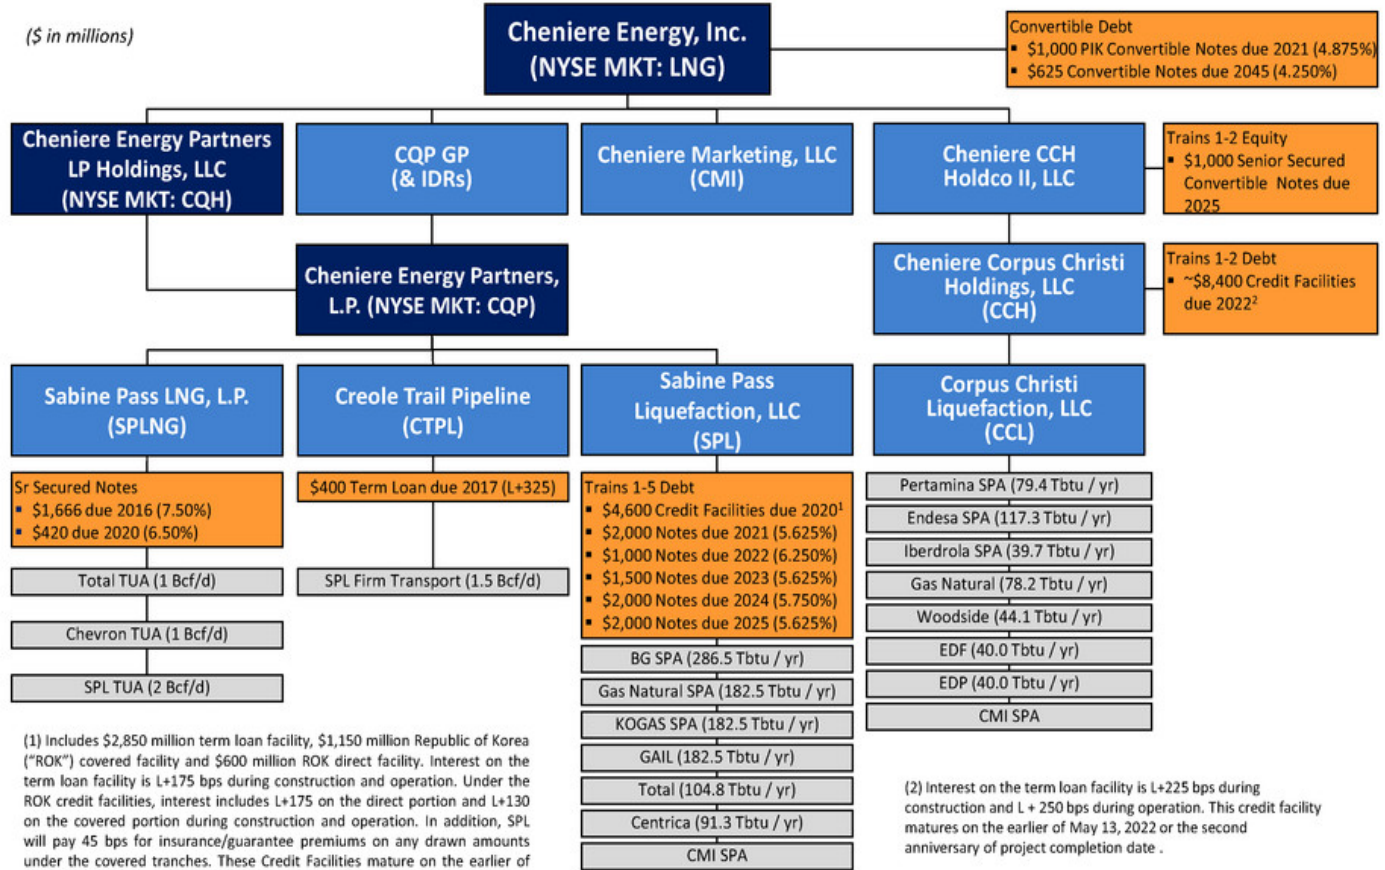 ($ in millions)
Cheniere Energy, Inc.
(NYSE MKT: LNG)
Convertible Debt
▪ $1,000 PIK Convertible Notes due 2021 (4.875%)
▪ $625 Convertible Notes due 2045 (4.250%)
Cheniere Energy Partners
LP Holdings, LLC
(NYSE MKT: CQH)
CQP GP
(& IDRs)
Cheniere Marketing, LLC
(CMI)
Cheniere CCH
Holdco II, LLC
Trains 1-2 Equity
▪ $1,000 Senior Secured
Convertible Notes due
2025
Cheniere Energy Partners,
L.P. (NYSE MKT: CQP)
Cheniere Corpus Christi
Holdings, LLC
(CCH)
Trains 1-2 Debt
▪ ~$8,400 Credit Facilities
due 2022²
Sabine Pass LNG, L.P.
(SPLNG)
Creole Trail Pipeline
(CTPL)
Sabine Pass
Liquefaction, LLC
(SPL)
Corpus Christi
Liquefaction, LLC
(CCL)
Sr Secured Notes
▪ $1,666 due 2016 (7.50%)
▪ $420 due 2020 (6.50%)
Total TUA (1 Bcf/d)
Chevron TUA (1 Bcf/d)
SPL TUA (2 Bcf/d)
$400 Term Loan due 2017 (L+325)
SPL Firm Transport (1.5 Bcf/d)
Trains 1-5 Debt
▪ $4,600 Credit Facilities due 2020¹
▪ $2,000 Notes due 2021 (5.625%)
▪ $1,000 Notes due 2022 (6.250%)
▪ $1,500 Notes due 2023 (5.625%)
▪ $2,000 Notes due 2024 (5.750%)
▪ $2,000 Notes due 2025 (5.625%)
BG SPA (286.5 Tbtu / yr)
Gas Natural SPA (182.5 Tbtu / yr)
KOGAS SPA (182.5 Tbtu / yr)
GAIL (182.5 Tbtu / yr)
Total (104.8 Tbtu / yr)
Centrica (91.3 Tbtu / yr)
CMI SPA
Pertamina SPA (79.4 Tbtu / yr)
Endesa SPA (117.3 Tbtu / yr)
Iberdrola SPA (39.7 Tbtu / yr)
Gas Natural (78.2 Tbtu / yr)
Woodside (44.1 Tbtu / yr)
EDF (40.0 Tbtu / yr)
EDP (40.0 Tbtu / yr)
CMI SPA
(1) Includes $2,850 million term loan facility, $1,150 million Republic of Korea
("ROK") covered facility and $600 million ROK direct facility. Interest on the
term loan facility is L+175 bps during construction and operation. Under the
ROK credit facilities, interest includes L+175 on the direct portion and L+130
on the covered portion during construction and operation. In addition, SPL
will pay 45 bps for insurance/guarantee premiums on any drawn amounts
under the covered tranches. These Credit Facilities mature on the earlier of
(2) Interest on the term loan facility is L+225 bps during
construction and L + 250 bps during operation. This credit facility
matures on the earlier of May 13, 2022 or the second
anniversary of project completion date .